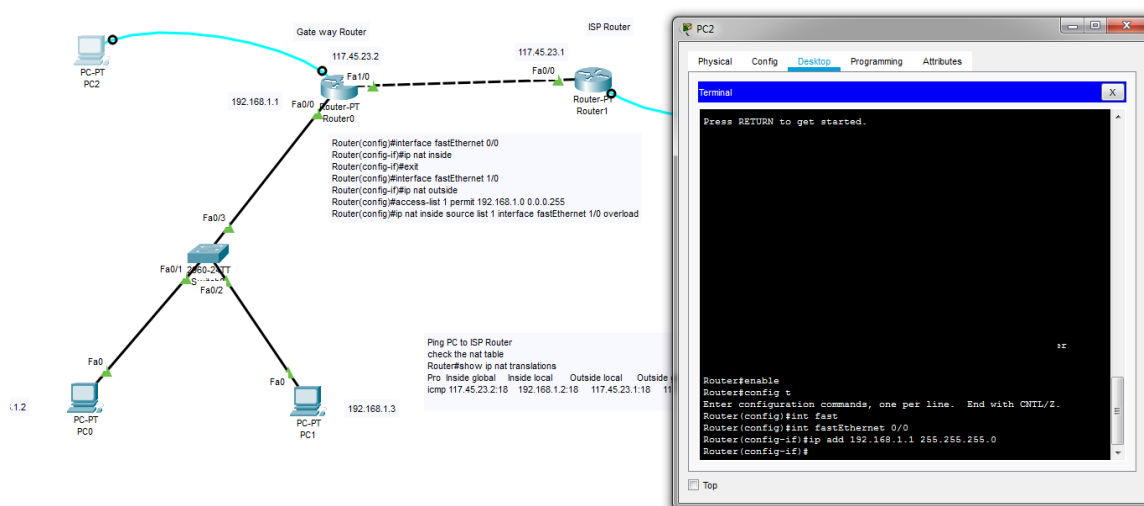 Gate way Router
ISP Router
117.45.23.2
117.45.23.1
Fa1/0
Fa0/0
PC-PT
PC2
192.168.1.1
Fa0/0
Router-PT
Router0
Router-PT
Router1
Router(config)#interface fastEthernet 0/0
Router(config-if)#ip nat inside
Router(config-if)#exit
Router(config)#interface fastEthernet 1/0
Router(config-if)#ip nat outside
Router(config)#access-list 1 permit 192.168.1.0 0.0.0.255
Router(config)#ip nat inside source list 1 interface fastEthernet 1/0 overload
Fa0/3
Fa0/1
2960-24TT
Fa0/2
Ping PC to ISP Router
check the nat table
Router#show ip nat translations
Pro Inside global Inside local Outside local Outside
icmp 117.45.23.2:18 192.168.1.2:18 117.45.23.1:18 11
Fa0
Fa0
.1.2
192.168.1.3
PC-PT
PC0
PC-PT
PC1
PC2
Physical Config Desktop Programming Attributes
Terminal
X
Press RETURN to get started.
Router#enable
Router#config t
Enter configuration commands, one per line. End with CNTL/Z.
Router(config)#int fast
Router(config)#int fastEthernet 0/0
Router(config-if)#ip add 192.168.1.1 255.255.255.0
Router(config-if)#
Top